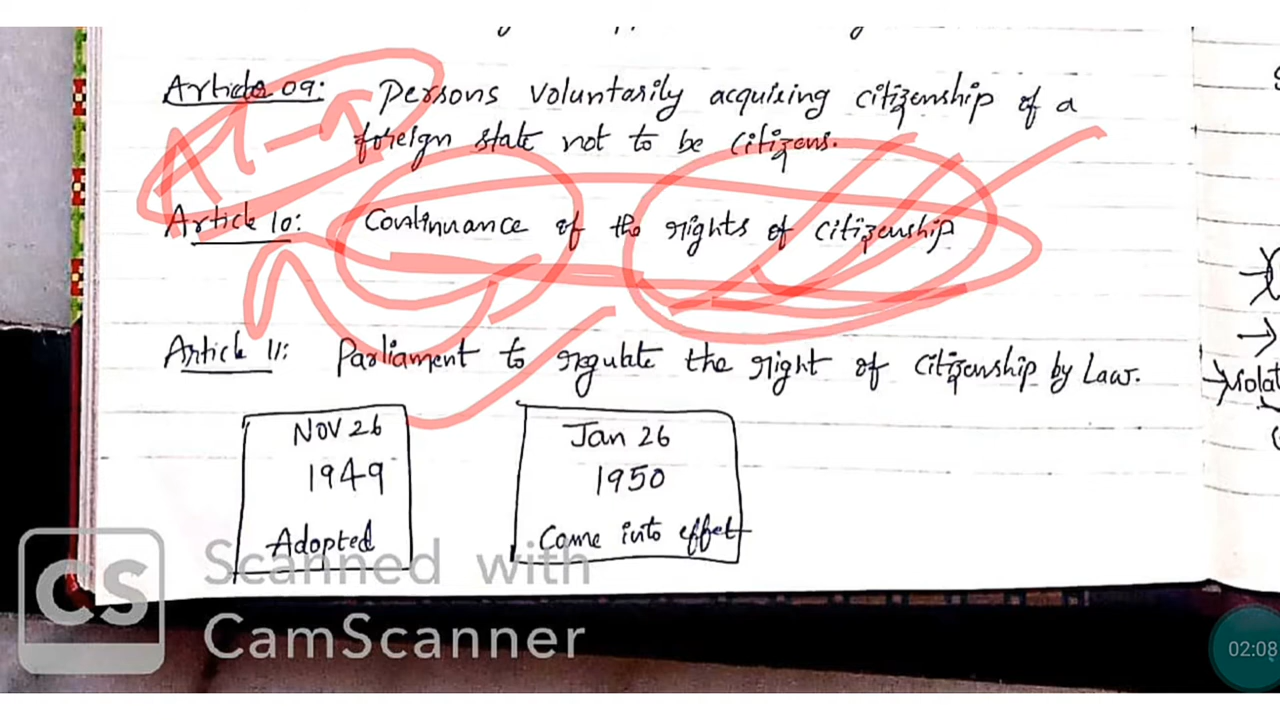 Article 09: Persons voluntarily acquiring citizenship of a
foreign state not to be citizens.
Article 10: Continuance of the rights of citizenship
Article 11: Parliament to regulate the right of citizenship by Law.
Nov 26
1949
Adopted
Jan 26
1950
Come into effect
CS
Scanned with
CamScanner
02:08